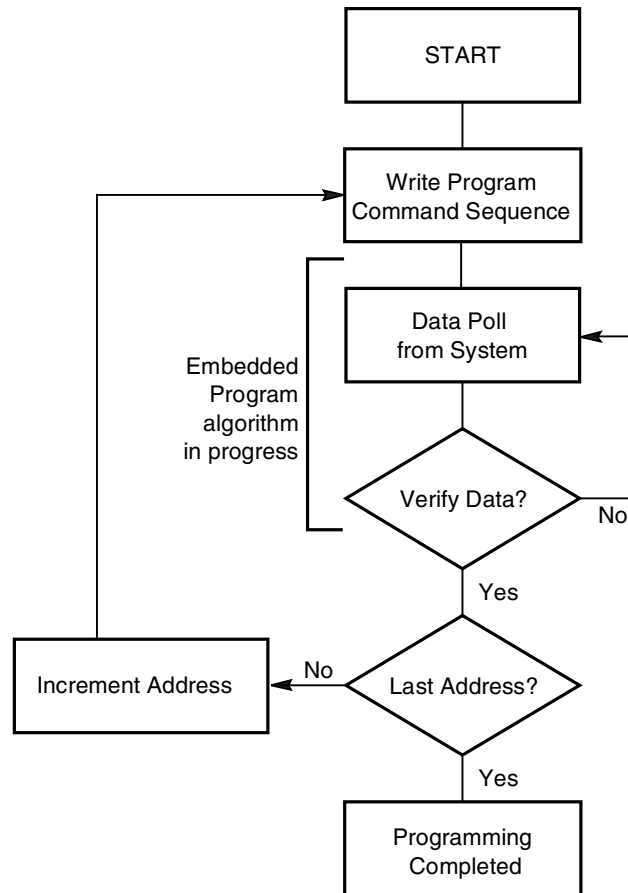 START
Write Program
Command Sequence
Data Poll
from System
Embedded
Program
algorithm
in progress
Verify Data?
No
Yes
Increment Address
No
Last Address?
Yes
Programming
Completed